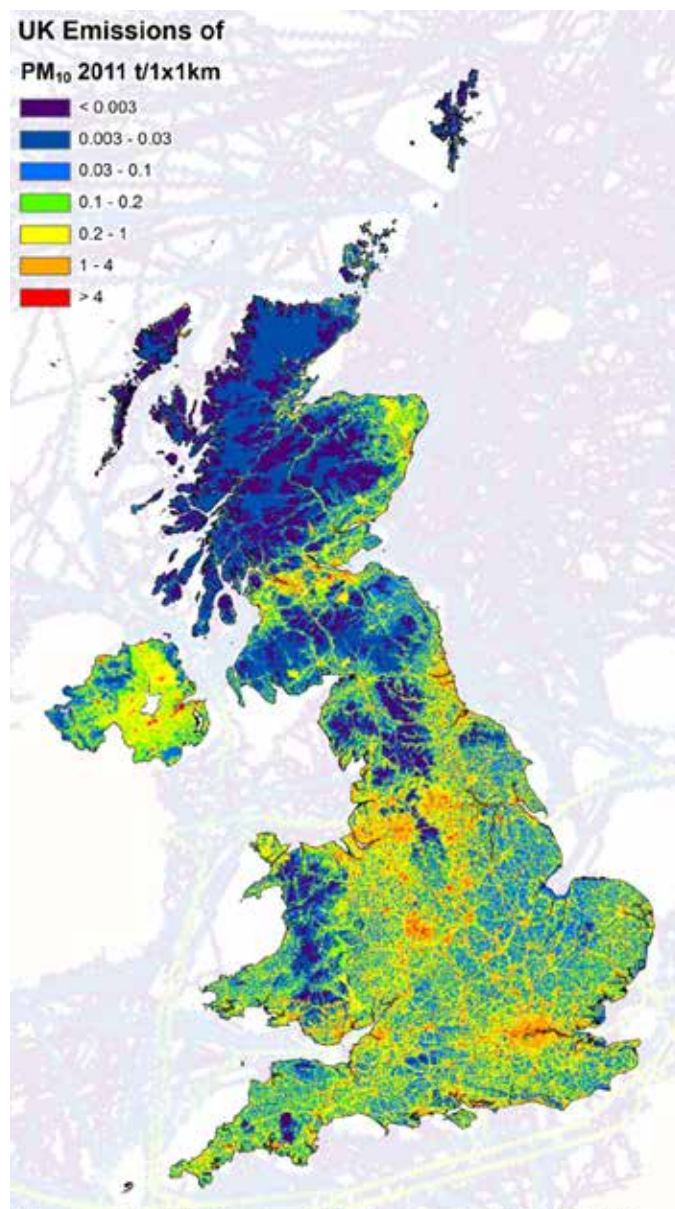 UK Emissions of
PM₁₀ 2011 t/1x1km
< 0.003
0.003 - 0.03
0.03 - 0.1
0.1 - 0.2
0.2 - 1
1 - 4
> 4